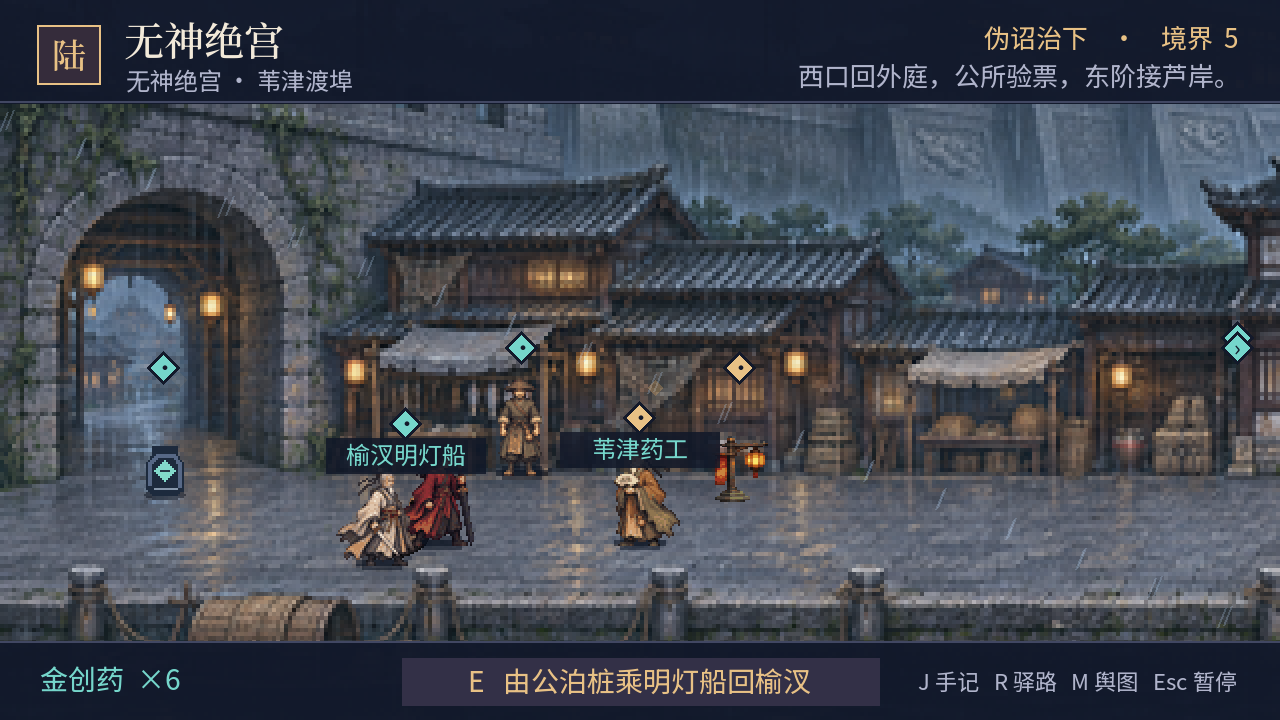 陆
无神绝宫
无神绝宫 · 苇津渡埠
伪诏治下 · 境界 5
西口回外庭，公所验票，东阶接芦岸。
榆汊明灯船
苇津药工
金创药 ×6
E 由公泊桩乘明灯船回榆汊
J 手记 R 驿路 M 舆图 Esc 暂停